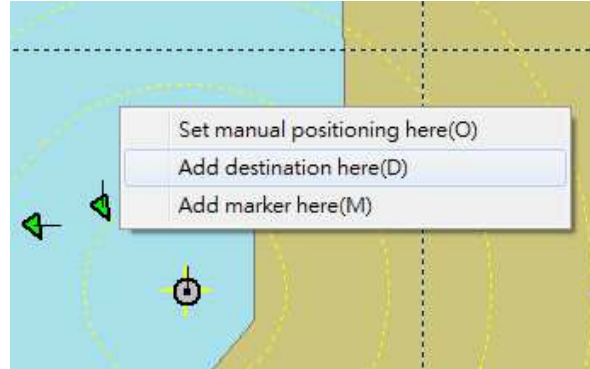 Set manual positioning here(O)
Add destination here(D)
Add marker here(M)